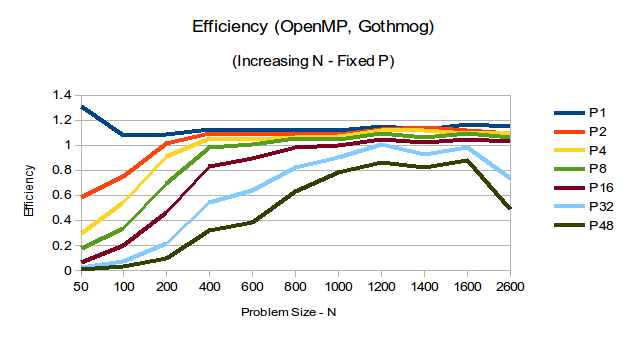 Efficiency (OpenMP, Gothmog)
(Increasing N - Fixed P)
1.4
1.2
1
0.8
0.6
0.4
0.2
0
Efficiency
50 100 200 400 600 800 1000 1200 1400 1600 2600
Problem Size - N
P1
P2
P4
P8
P16
P32
P48